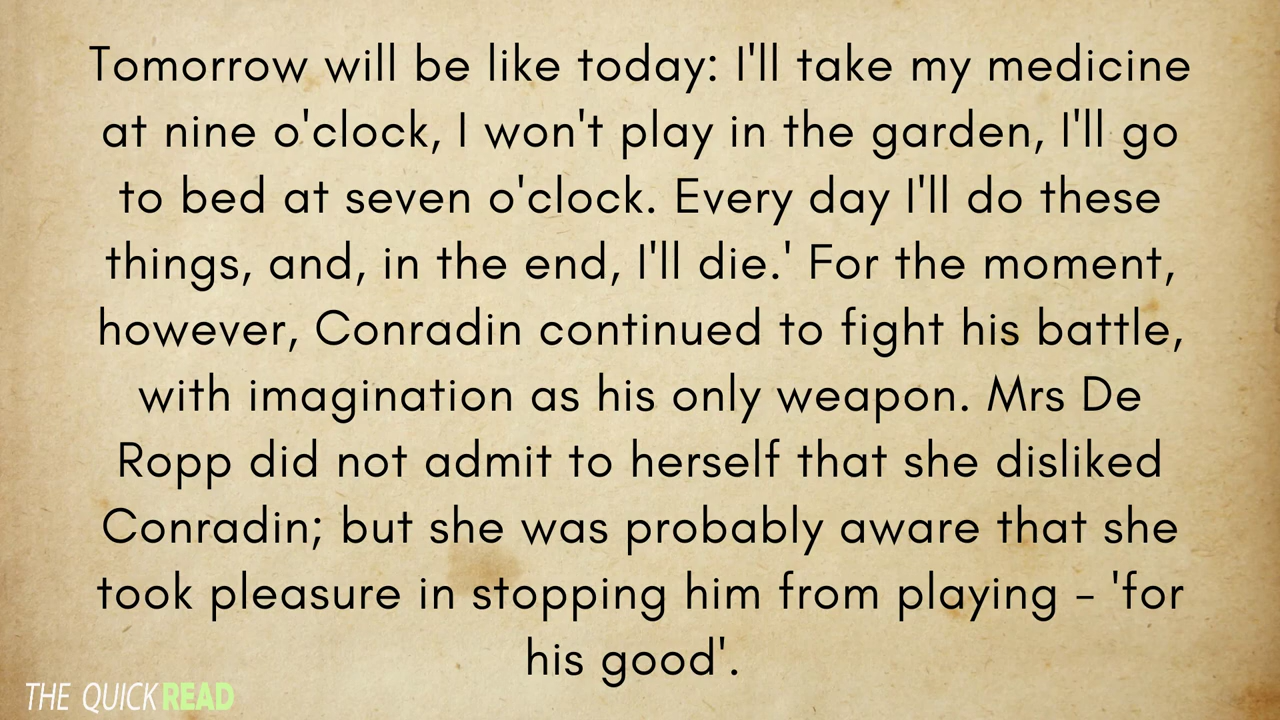 Tomorrow will be like today: I'll take my medicine
at nine o'clock, I won't play in the garden, I'll go
to bed at seven o'clock. Every day I'll do these
things, and, in the end, I'll die.' For the moment,
however, Conradin continued to fight his battle,
with imagination as his only weapon. Mrs De
Ropp did not admit to herself that she disliked
Conradin; but she was probably aware that she
took pleasure in stopping him from playing – 'for
his good'.
THE QUICK READ